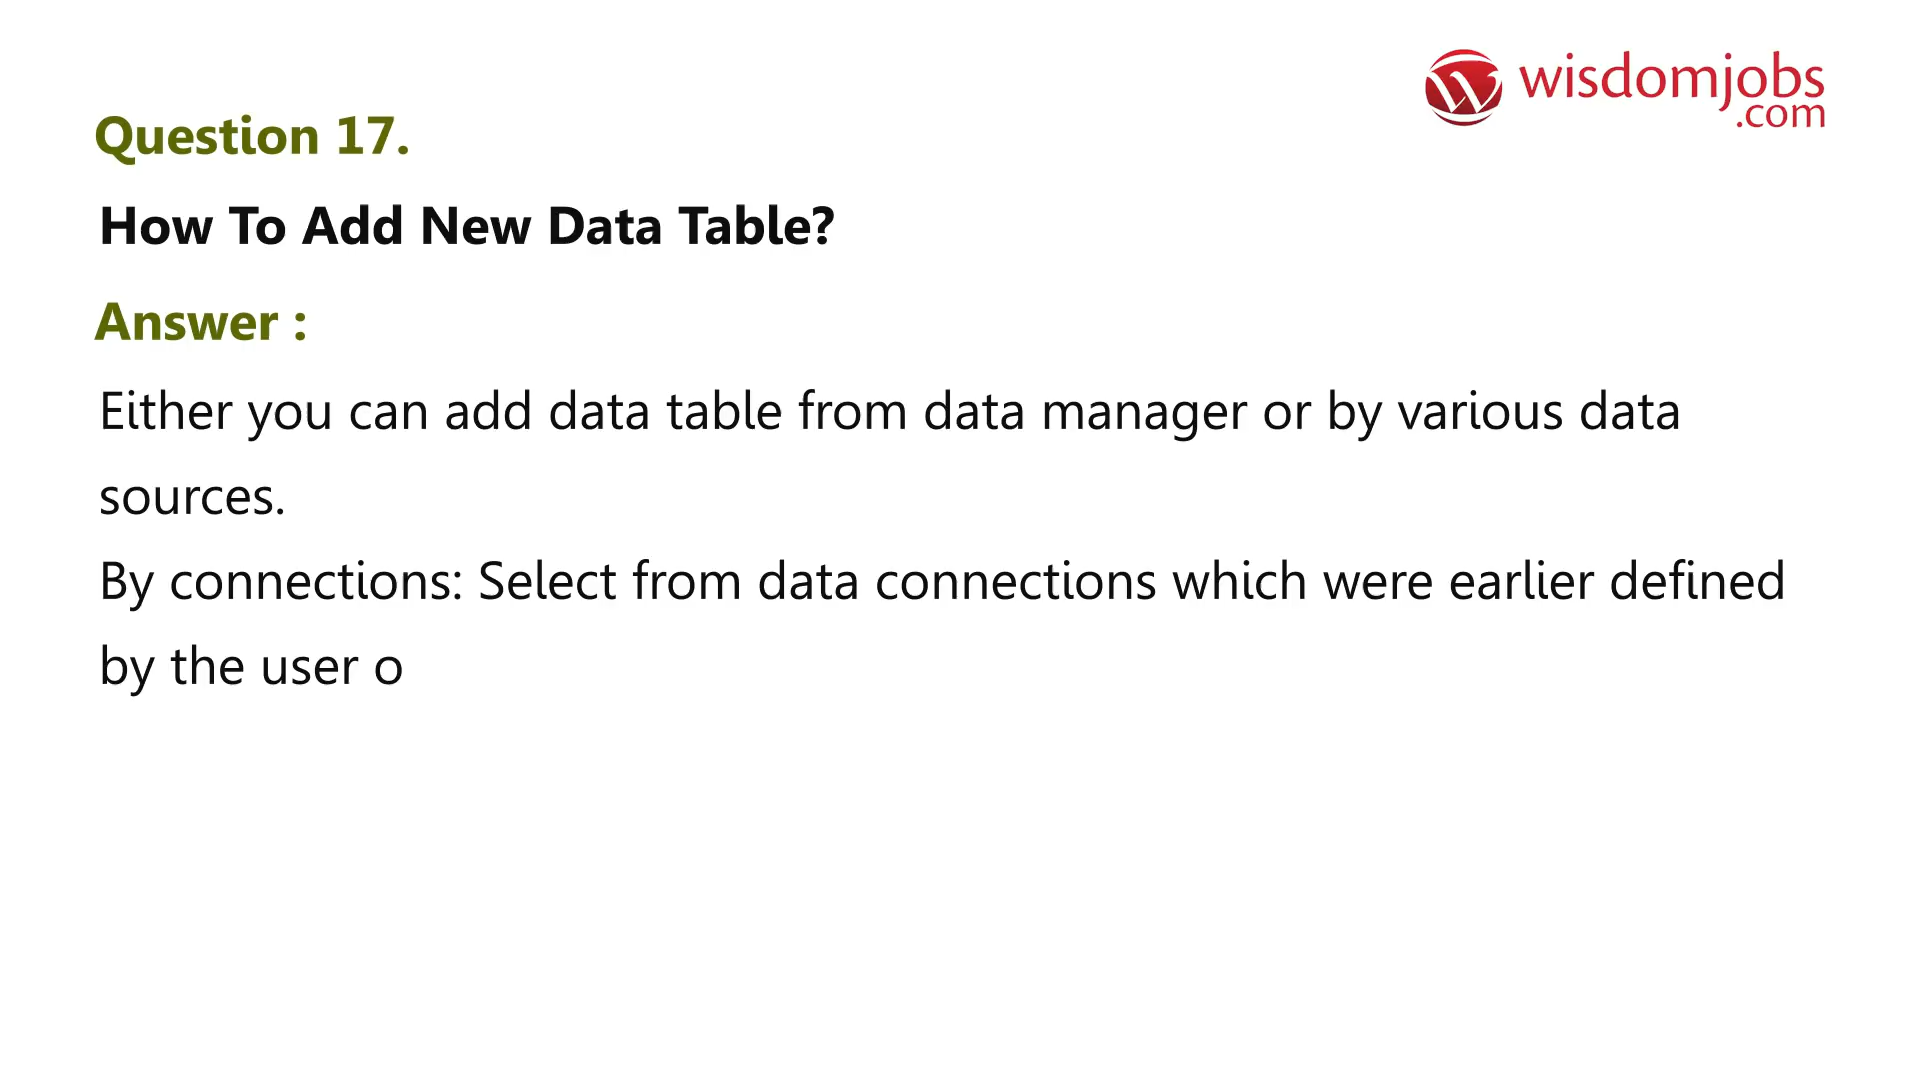 wisdomjobs
.com
Question 17.
How To Add New Data Table?
Answer :
Either you can add data table from data manager or by various data
sources.
By connections: Select from data connections which were earlier defined
by the user o